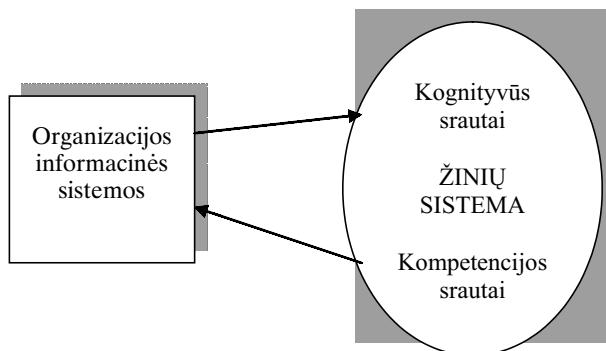 Organizacijos
informacinės
sistemos
Kognityvūs
srautai
ŽINIŲ
SISTEMA
Kompetencijos
srautai